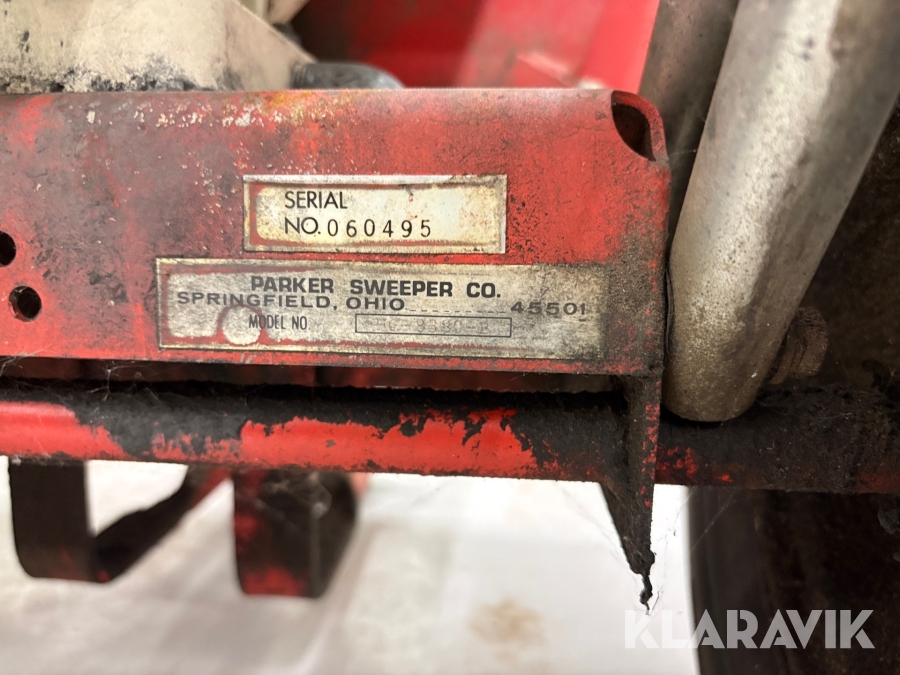 SERIAL
NO. 060495
PARKER SWEEPER CO.
SPRINGFIELD, OHIO 45501
MODEL NO
KLARAVIK